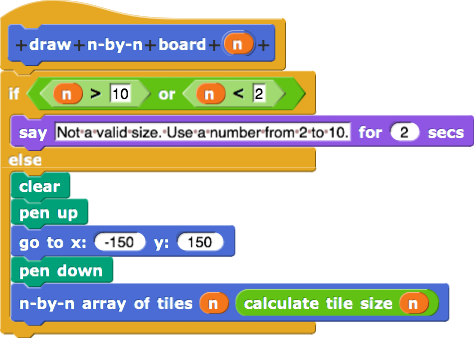 + draw + n-by-n + board + n +
if n > 10 or n < 2
say Not a valid size. Use a number from 2 to 10. for 2 secs
else
clear
pen up
go to x: -150 y: 150
pen down
n-by-n array of tiles n calculate tile size n